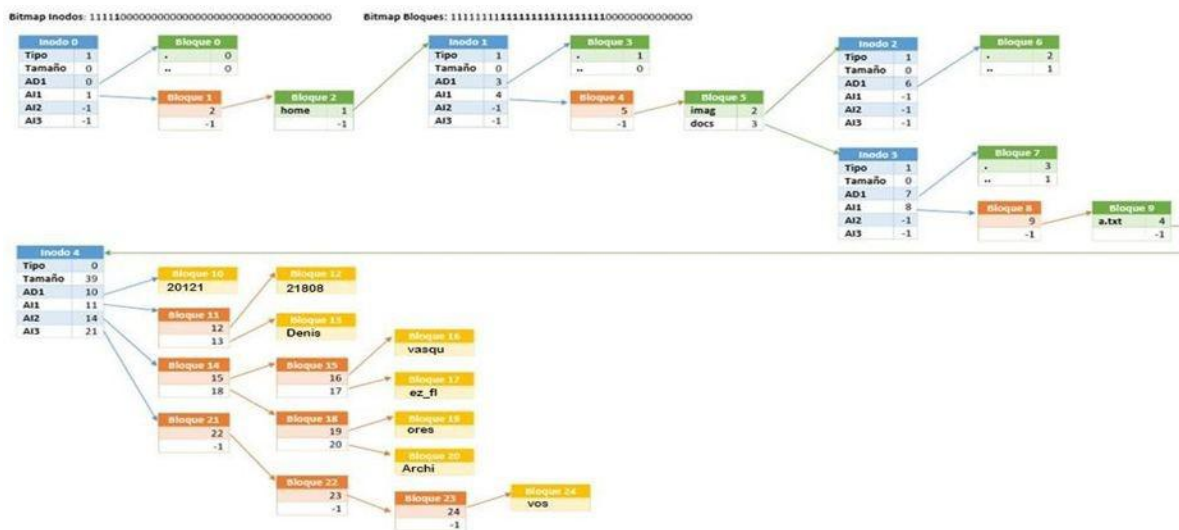 Bitmap Inodos: 1111100000000000000000000000000000000000
Bitmap Bloques: 1111111111111111111111111000000000000000
Inodo 0
Tipo 1
Tamaño 0
AD1 0
AI1 1
AI2 -1
AI3 -1
Bloque 0
. 0
.. 0
Bloque 1
2
-1
Bloque 2
home 1
-1
Inodo 1
Tipo 1
Tamaño 0
AD1 3
AI1 4
AI2 -1
AI3 -1
Bloque 3
. 1
.. 0
Bloque 4
5
-1
Bloque 5
imag 2
docs 3
Inodo 2
Tipo 1
Tamaño 0
AD1 6
AI1 -1
AI2 -1
AI3 -1
Bloque 6
. 2
.. 1
Inodo 3
Tipo 1
Tamaño 0
AD1 7
AI1 8
AI2 -1
AI3 -1
Bloque 7
. 3
.. 1
Bloque 8
9
-1
Bloque 9
a.txt 4
-1
Inodo 4
Tipo 0
Tamaño 39
AD1 10
AI1 11
AI2 14
AI3 21
Bloque 10
20121
Bloque 11
12
13
Bloque 12
21808
Bloque 13
Denis
Bloque 14
15
18
Bloque 15
16
17
Bloque 16
vasqu
Bloque 17
ez_fl
Bloque 18
19
20
Bloque 19
ores
Bloque 20
Archi
Bloque 21
22
-1
Bloque 22
23
-1
Bloque 23
24
-1
Bloque 24
vos